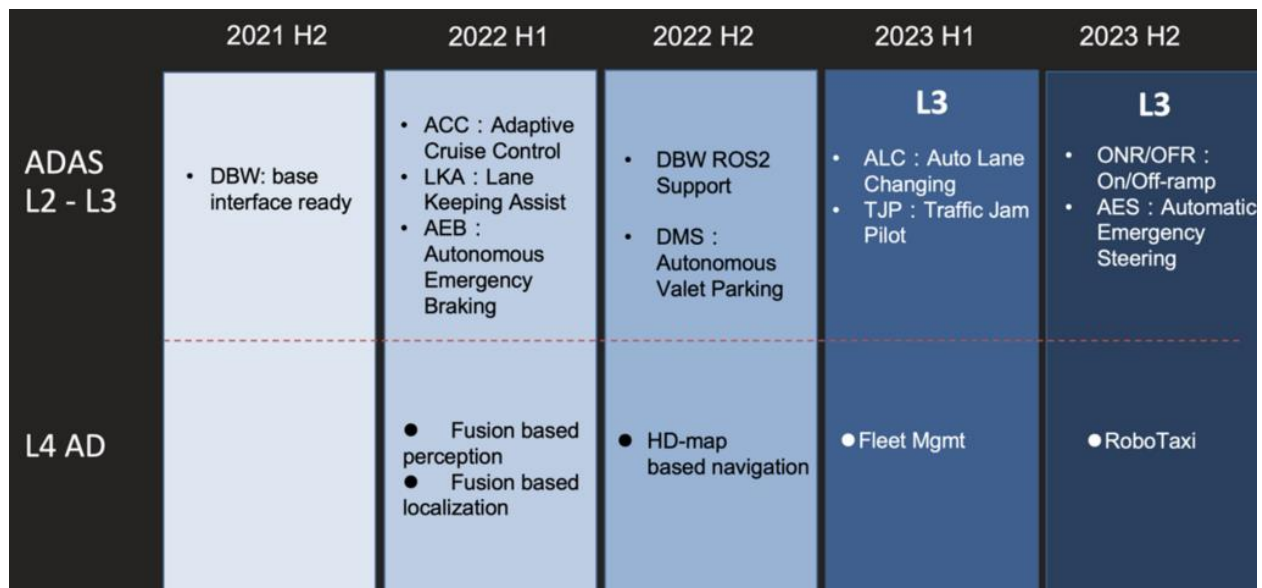 2021 H2
2022 H1
2022 H2
2023 H1
2023 H2
ADAS
L2 - L3
• DBW: base
interface ready
• ACC：Adaptive
Cruise Control
• LKA：Lane
Keeping Assist
• AEB：
Autonomous
Emergency
Braking
• DBW ROS2
Support
• DMS：
Autonomous
Valet Parking
L3
• ALC：Auto Lane
Changing
• TJP：Traffic Jam
Pilot
L3
• ONR/OFR：
On/Off-ramp
• AES：Automatic
Emergency
Steering
L4 AD
● Fusion based
perception
● Fusion based
localization
● HD-map
based navigation
●Fleet Mgmt
●RoboTaxi